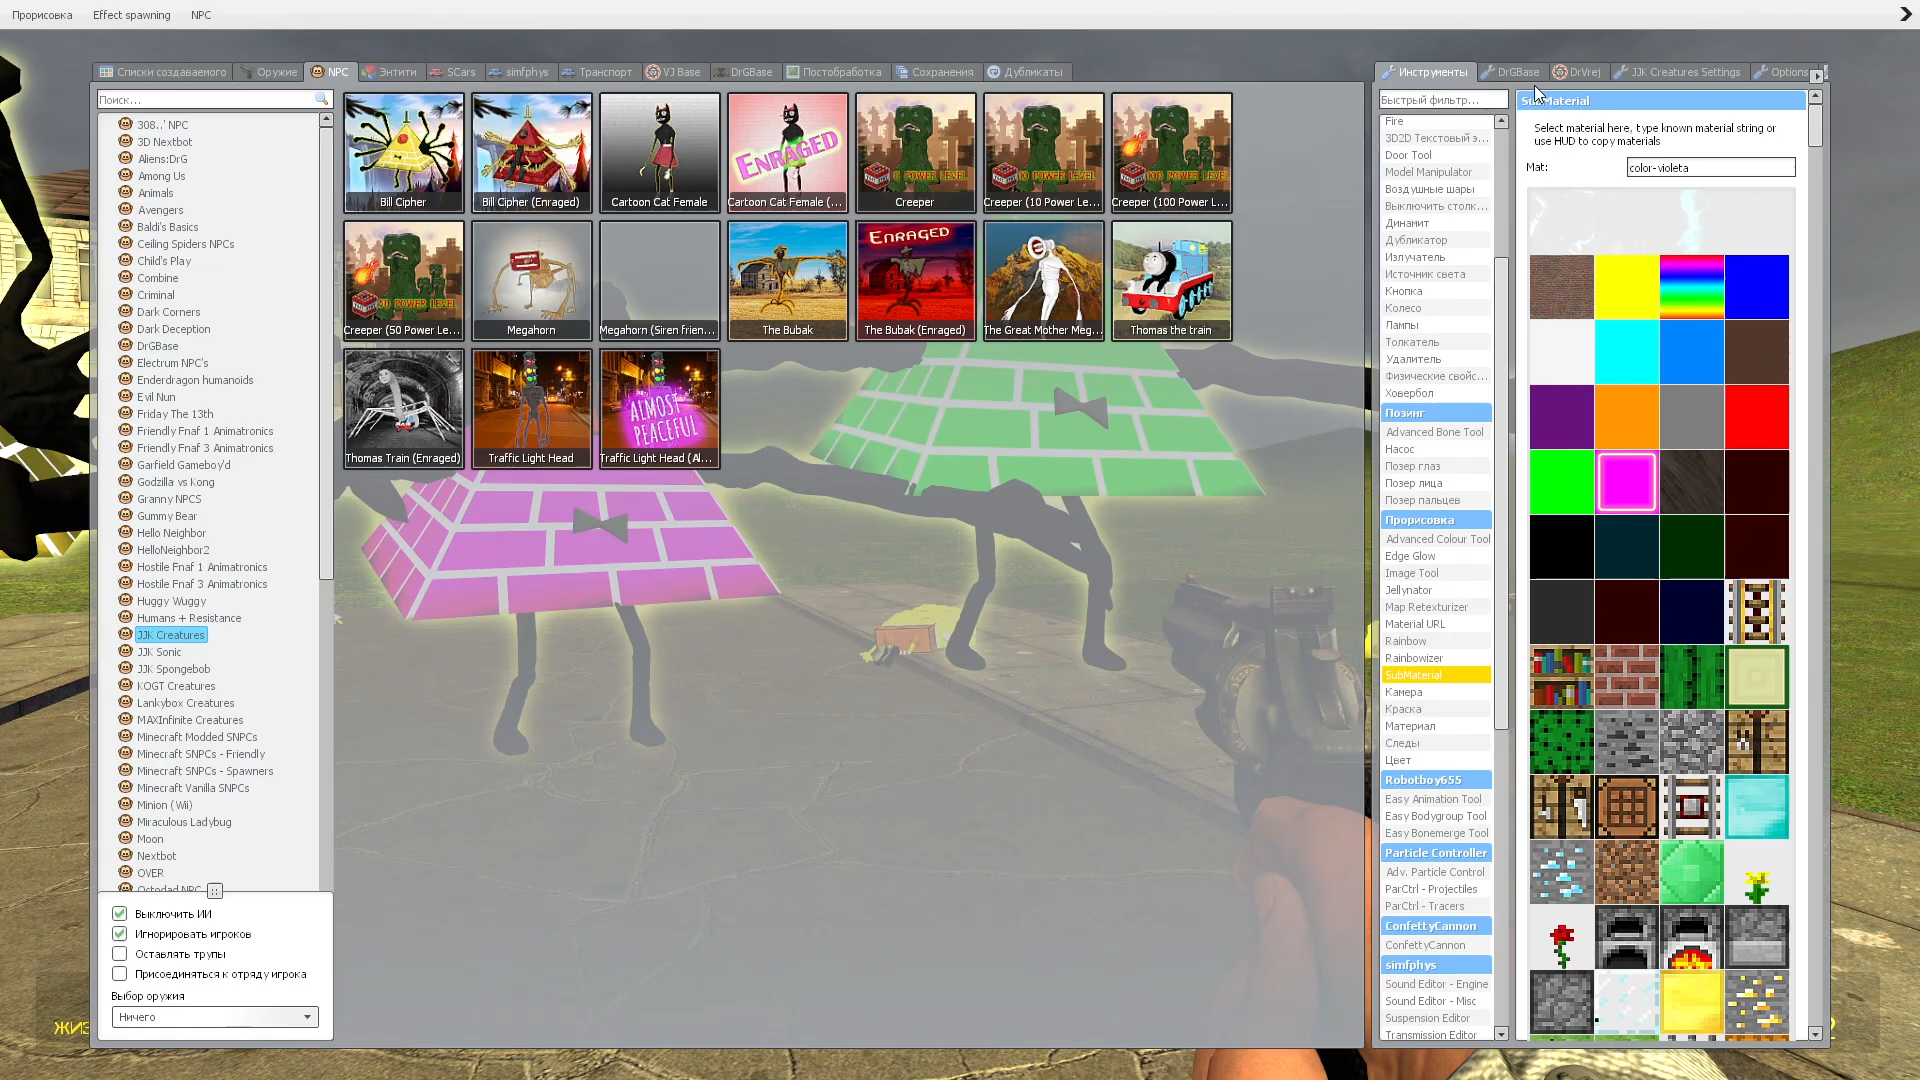 Прорисовка Effect spawning NPC
Списки создаваемого Оружие NPC Энтити SCars simfphys Транспорт VJ Base DrGBase Постобработка Сохранения Дубликаты
Инструменты DrGBase DrVrej JJK Creatures Settings Options
Поиск...
308..' NPC
3D Nextbot
Aliens:DrG
Among Us
Animals
Avengers
Baldi's Basics
Ceiling Spiders NPCs
Child's Play
Combine
Criminal
Dark Corners
Dark Deception
DrGBase
Electrum NPC's
Enderdragon humanoids
Evil Nun
Friday The 13th
Friendly Fnaf 1 Animatronics
Friendly Fnaf 3 Animatronics
Garfield Gameboy'd
Godzilla vs Kong
Granny NPCS
Gummy Bear
Hello Neighbor
HelloNeighbor2
Hostile Fnaf 1 Animatronics
Hostile Fnaf 3 Animatronics
Huggy Wuggy
Humans + Resistance
JJK Creatures
JJK Sonic
JJK Spongebob
KOGT Creatures
Lankybox Creatures
MAXInfinite Creatures
Minecraft Modded SNPCs
Minecraft SNPCs - Friendly
Minecraft SNPCs - Spawners
Minecraft Vanilla SNPCs
Minion (Wii)
Miraculous Ladybug
Moon
Nextbot
OVER
Octodad NPC
Выключить ИИ
Игнорировать игроков
Оставлять трупы
Присоединяться к отряду игрока
Выбор оружия
Ничего
ENRAGED
Bill Cipher Bill Cipher (Enraged) Cartoon Cat Female Cartoon Cat Female (... Creeper Creeper (10 Power Le... Creeper (100 Power L...
ENRAGED
Creeper (50 Power Le... Megahorn Megahorn (Siren frien... The Bubak The Bubak (Enraged) The Great Mother Meg... Thomas the train
ALMOST
PEACEFUL
Thomas Train (Enraged) Traffic Light Head Traffic Light Head (Al...
Быстрый фильтр...
Fire
3D2D Текстовый э...
Door Tool
Model Manipulator
Воздушные шары
Выключить столк...
Динамит
Дубликатор
Излучатель
Источник света
Кнопка
Колесо
Лампы
Толкатель
Удалитель
Физические свойс...
Ховербол
Позинг
Advanced Bone Tool
Насос
Позер глаз
Позер лица
Позер пальцев
Прорисовка
Advanced Colour Tool
Edge Glow
Image Tool
Jellynator
Map Retexturizer
Material URL
Rainbow
Rainbowizer
SubMaterial
Камера
Краска
Материал
Следы
Цвет
Robotboy655
Easy Animation Tool
Easy Bodygroup Tool
Easy Bonemerge Tool
Particle Controller
Adv. Particle Control
ParCtrl - Projectiles
ParCtrl - Tracers
ConfettyCannon
ConfettyCannon
simfphys
Sound Editor - Engine
Sound Editor - Misc
Suspension Editor
Transmission Editor
SubMaterial
Select material here, type known material string or
use HUD to copy materials
Mat: color-violeta